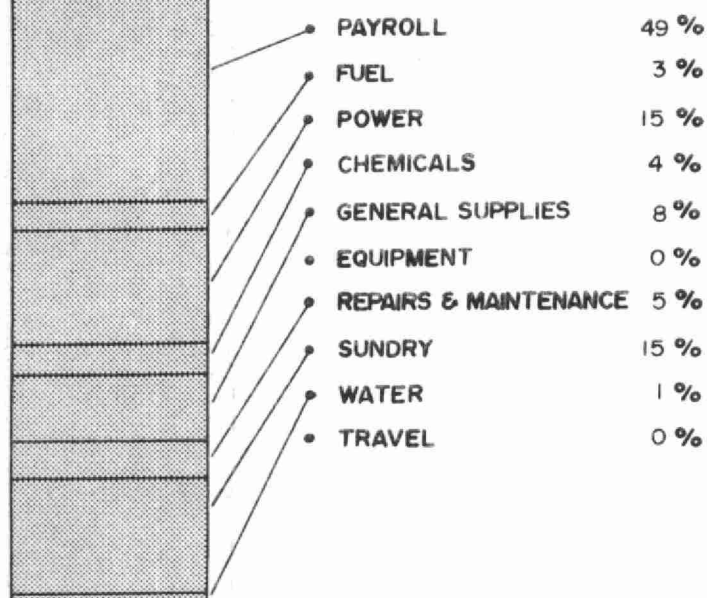 PAYROLL 49 %
FUEL 3 %
POWER 15 %
CHEMICALS 4 %
GENERAL SUPPLIES 8 %
EQUIPMENT 0 %
REPAIRS & MAINTENANCE 5 %
SUNDRY 15 %
WATER 1 %
TRAVEL 0 %